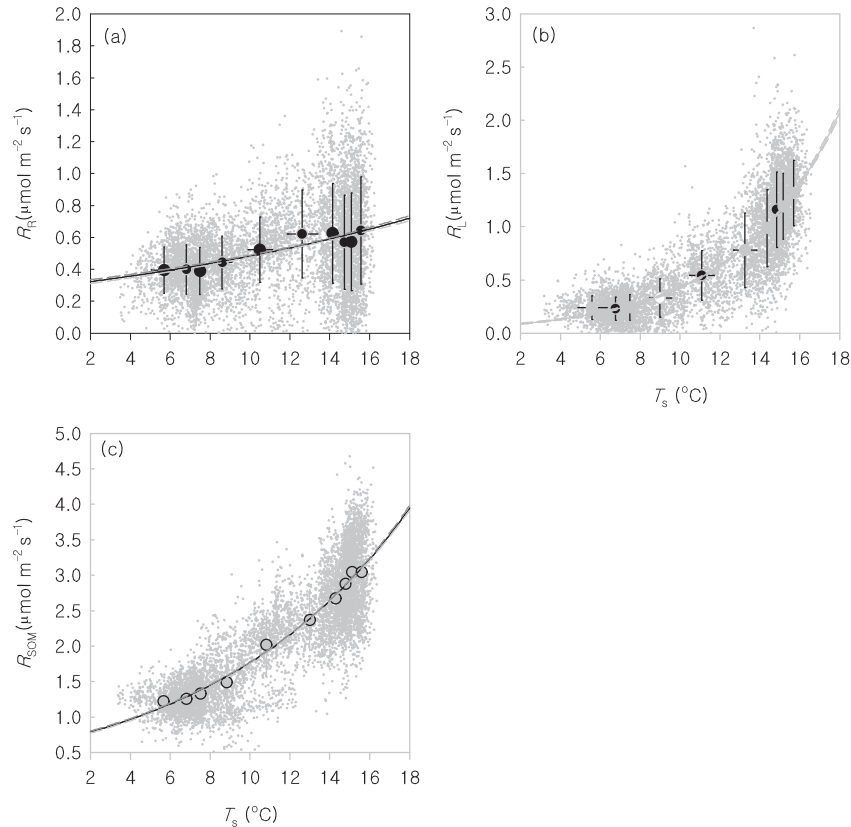 (a)
R_R(μmol m⁻² s⁻¹)
2.0
1.8
1.6
1.4
1.2
1.0
0.8
0.6
0.4
0.2
0.0
2 4 6 8 10 12 14 16 18
(b)
R_L(μmol m⁻² s⁻¹)
3.0
2.5
2.0
1.5
1.0
0.5
0.0
2 4 6 8 10 12 14 16 18
T_s (°C)
(c)
R_SOM(μmol m⁻² s⁻¹)
5.0
4.5
4.0
3.5
3.0
2.5
2.0
1.5
1.0
0.5
2 4 6 8 10 12 14 16 18
T_s (°C)